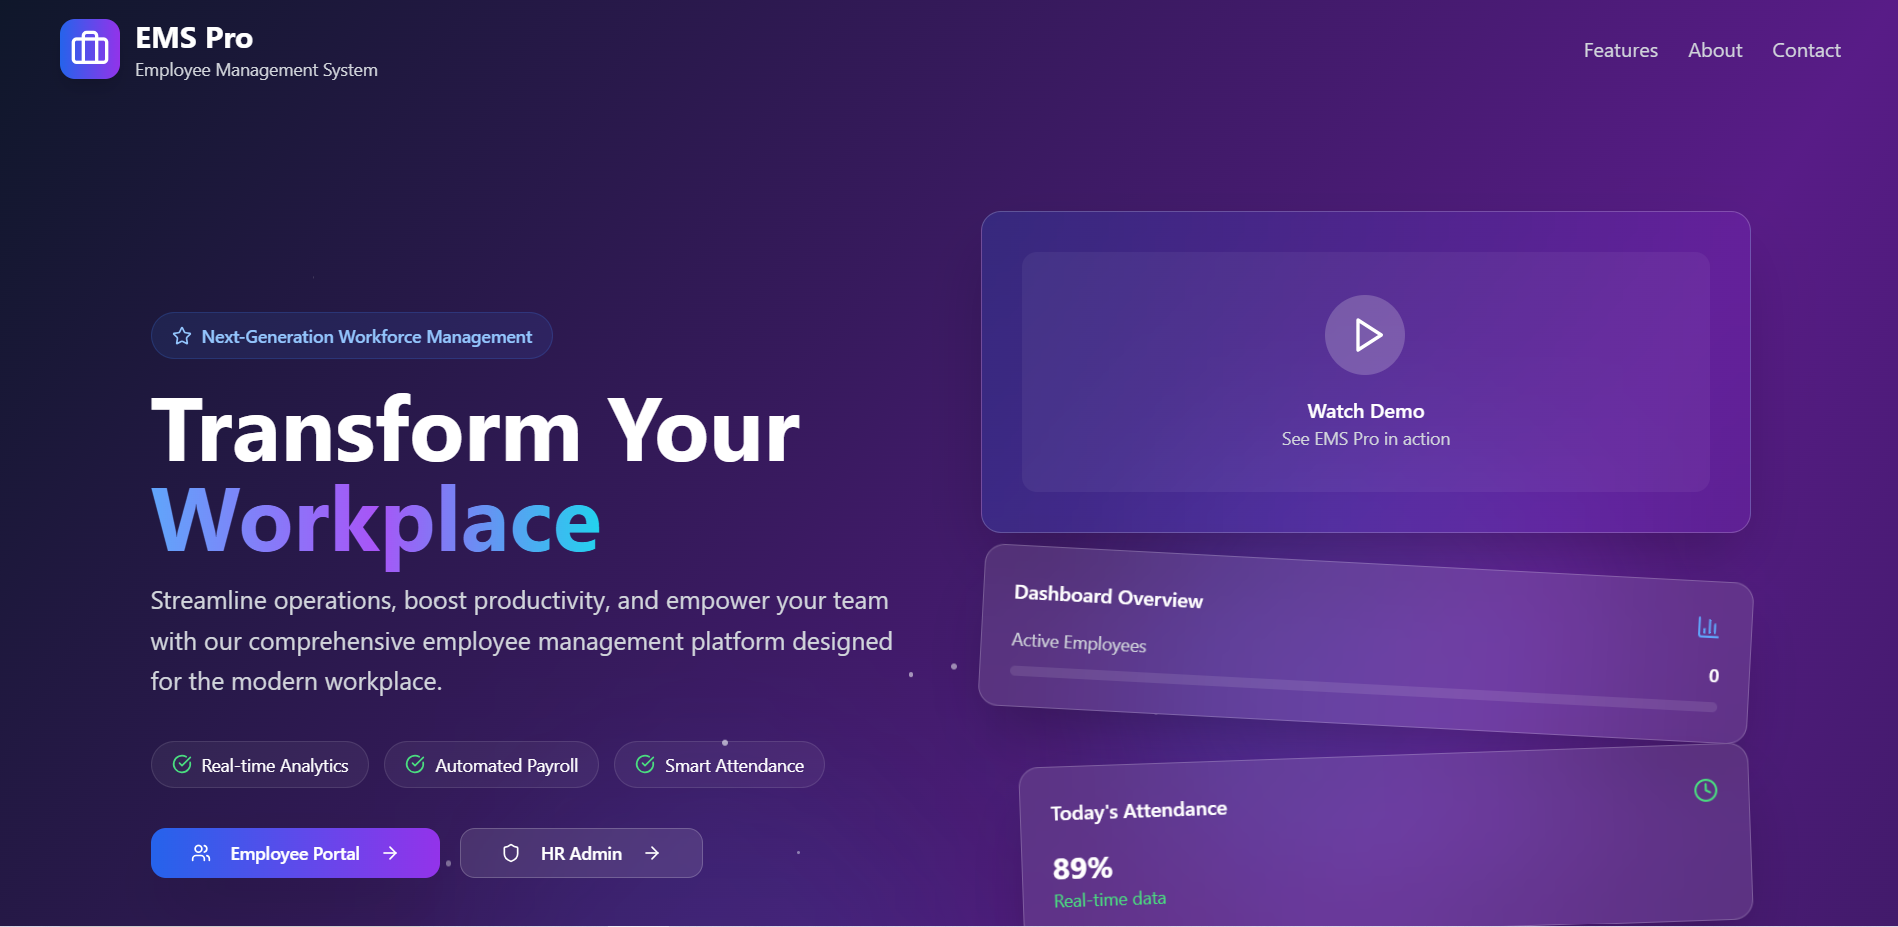 EMS Pro
Employee Management System
Features
About
Contact
Next-Generation Workforce Management
Transform Your
Workplace
Streamline operations, boost productivity, and empower your team
with our comprehensive employee management platform designed
for the modern workplace.
Real-time Analytics
Automated Payroll
Smart Attendance
Employee Portal
HR Admin
Watch Demo
See EMS Pro in action
Dashboard Overview
Active Employees
0
Today's Attendance
89%
Real-time data